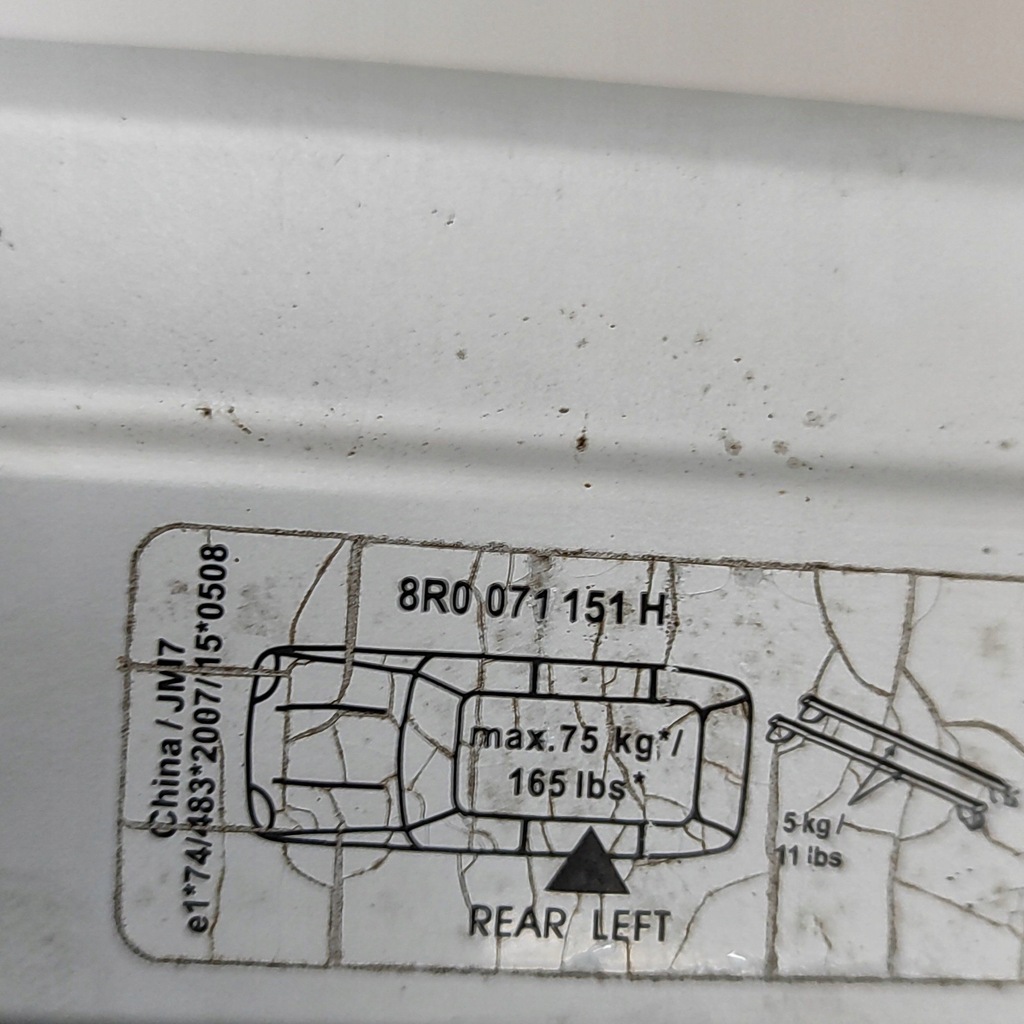 8R0 071 151 H
China / JM7
e1*74/483*2007/15*0508
max.75 kg*/
165 lbs*
5 kg /
11 lbs
REAR LEFT